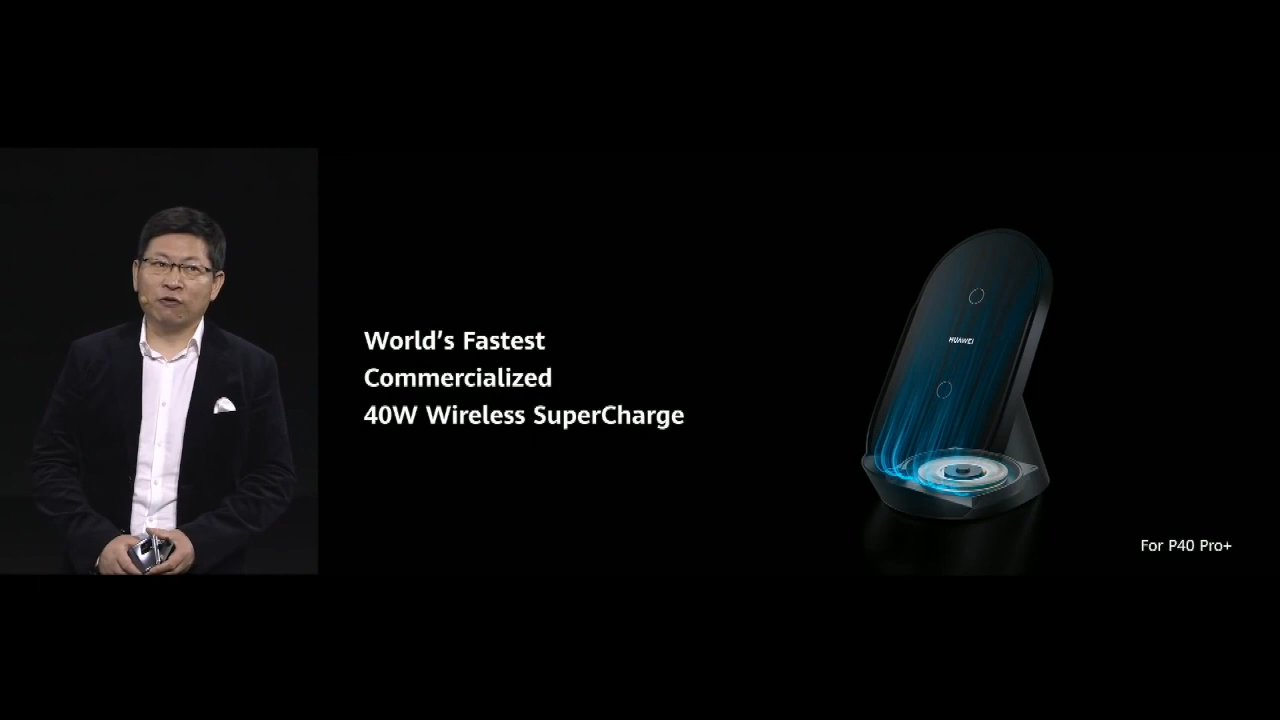 World's Fastest
Commercialized
40W Wireless SuperCharge
HUAWEI
For P40 Pro+